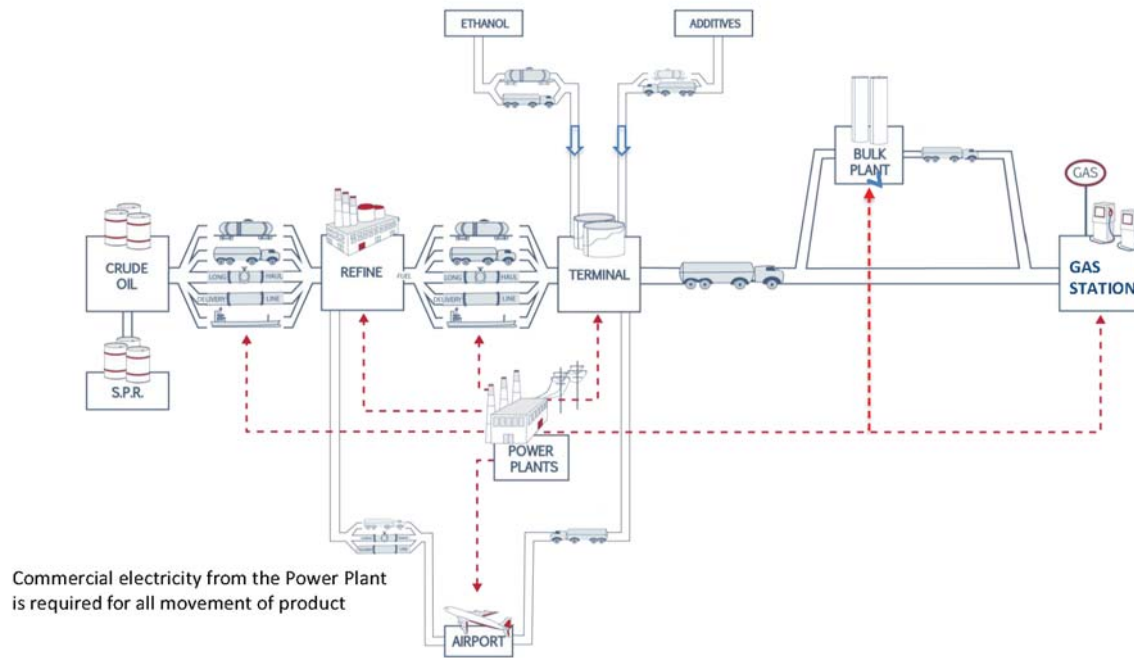 ETHANOL
ADDITIVES
BULK
PLANT
GAS
CRUDE
OIL
LONG HAUL
DELIVERY LINE
REFINE
FUEL
LONG HAUL
DELIVERY LINE
TERMINAL
GAS
STATION
S.P.R.
POWER
PLANTS
Commercial electricity from the Power Plant
is required for all movement of product
AIRPORT